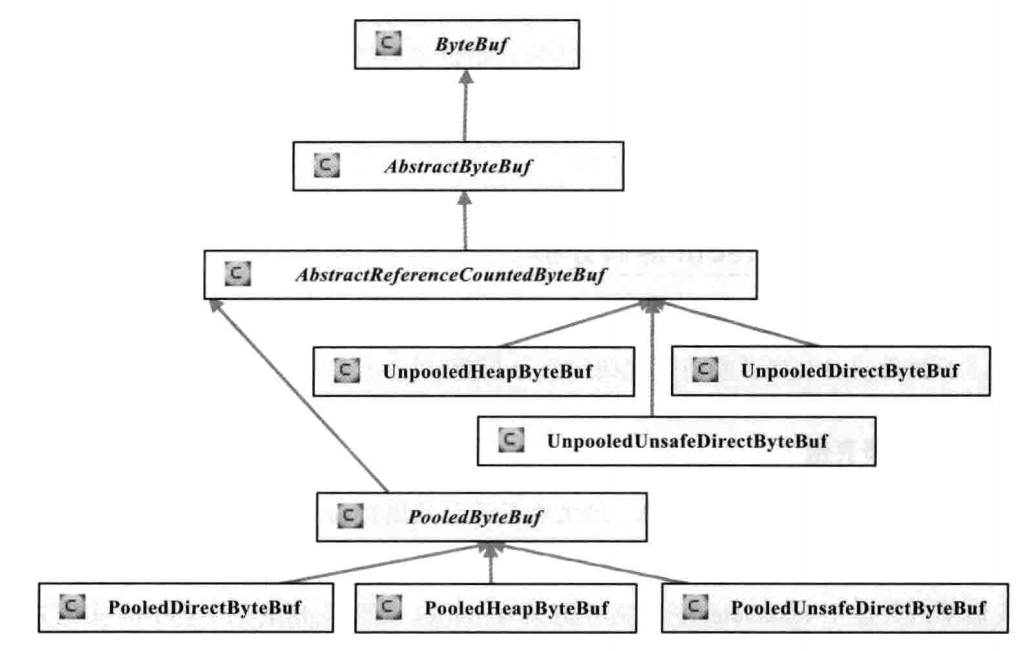 C ByteBuf
C AbstractByteBuf
C AbstractReferenceCountedByteBuf
C UnpooledHeapByteBuf
C UnpooledDirectByteBuf
C UnpooledUnsafeDirectByteBuf
C PooledByteBuf
C PooledDirectByteBuf
C PooledHeapByteBuf
C PooledUnsafeDirectByteBuf